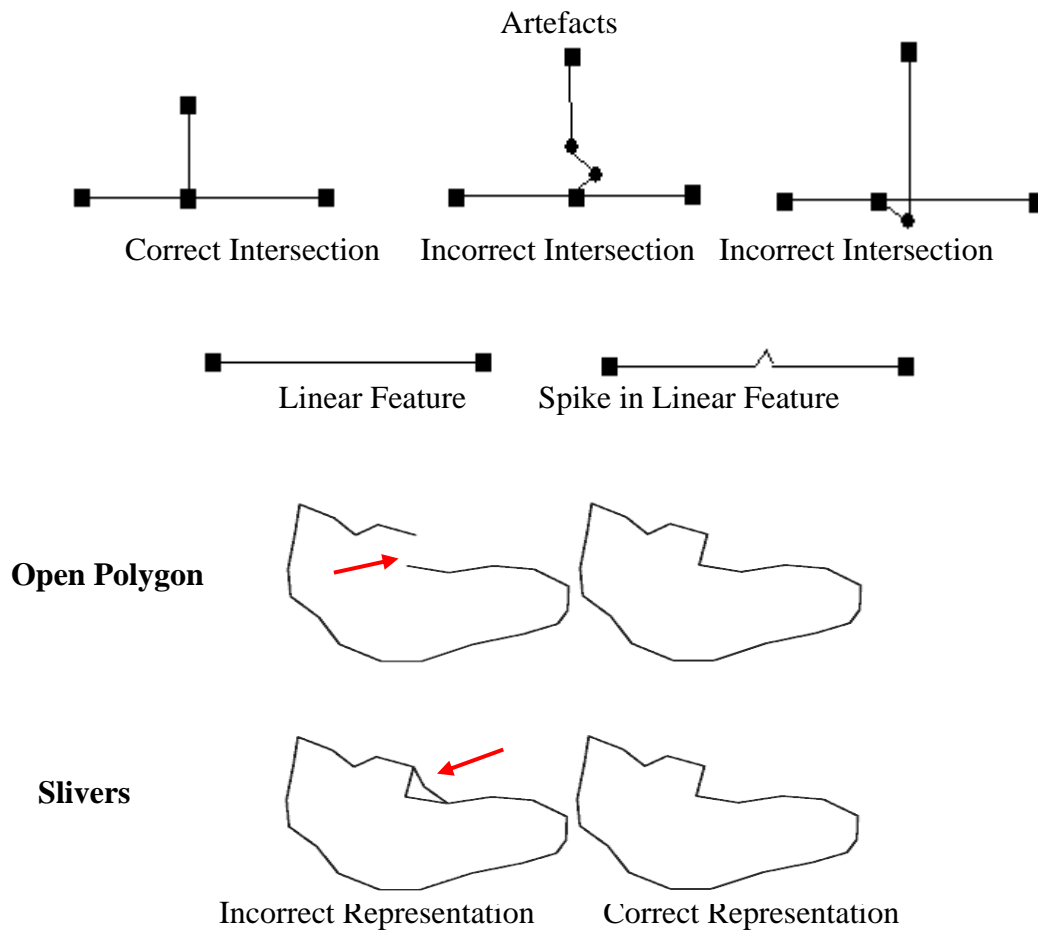 Artefacts
Correct Intersection Incorrect Intersection Incorrect Intersection
Linear Feature Spike in Linear Feature
Open Polygon
Slivers
Incorrect Representation Correct Representation